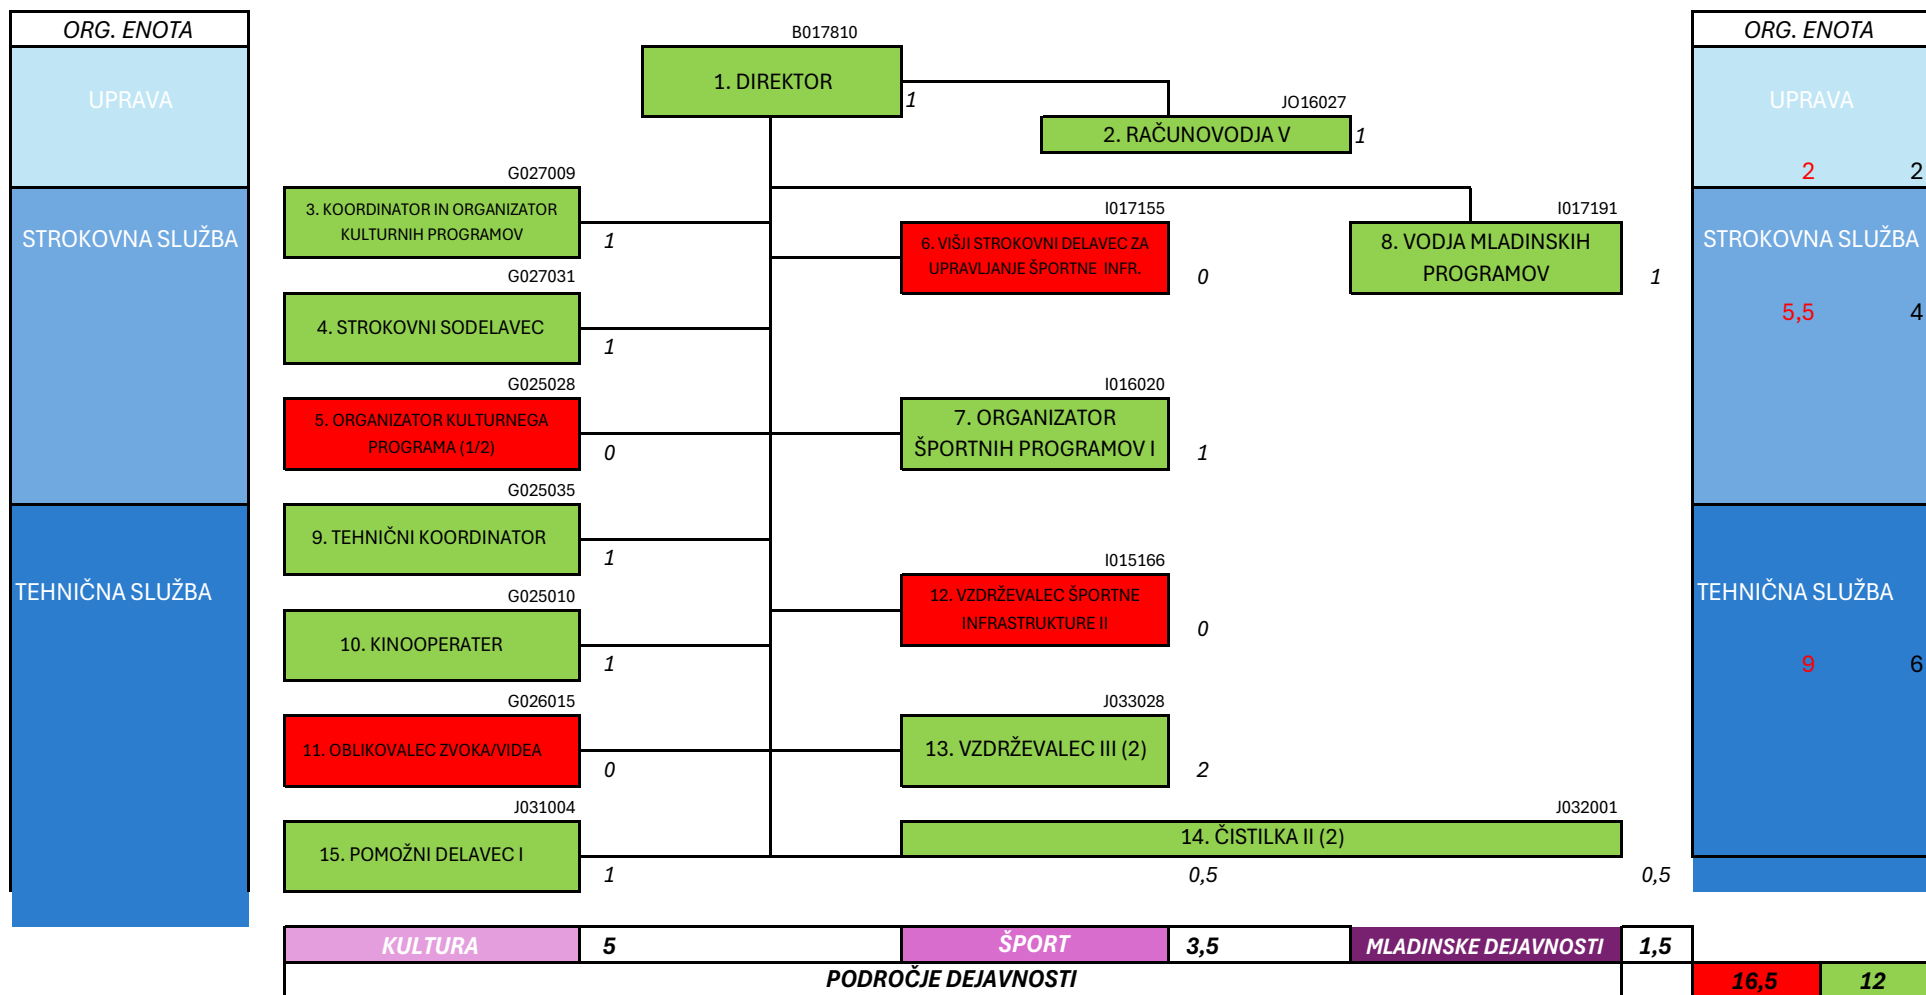 ORG. ENOTA
B017810
ORG. ENOTA
UPRAVA
1. DIREKTOR
1
JO16027
UPRAVA
2. RAČUNOVODJA V
1
2
2
G027009
STROKOVNA SLUŽBA
3. KOORDINATOR IN ORGANIZATOR
KULTURNIH PROGRAMOV
1
I017155
6. VIŠJI STROKOVNI DELAVEC ZA
UPRAVLJANJE ŠPORTNE INFR.
0
I017191
8. VODJA MLADINSKIH
PROGRAMOV
1
STROKOVNA SLUŽBA
G027031
4. STROKOVNI SODELAVEC
1
5,5
4
G025028
5. ORGANIZATOR KULTURNEGA
PROGRAMA (1/2)
0
I016020
7. ORGANIZATOR
ŠPORTNIH PROGRAMOV I
1
G025035
9. TEHNIČNI KOORDINATOR
1
TEHNIČNA SLUŽBA
I015166
12. VZDRŽEVALEC ŠPORTNE
INFRASTRUKTURE II
0
TEHNIČNA SLUŽBA
G025010
10. KINOOPERATER
1
9
6
G026015
11. OBLIKOVALEC ZVOKA/VIDEA
0
J033028
13. VZDRŽEVALEC III (2)
2
J031004
15. POMOŽNI DELAVEC I
1
J032001
14. ČISTILKA II (2)
0,5
0,5
KULTURA
5
ŠPORT
3,5
MLADINSKE DEJAVNOSTI
1,5
PODROČJE DEJAVNOSTI
16,5
12